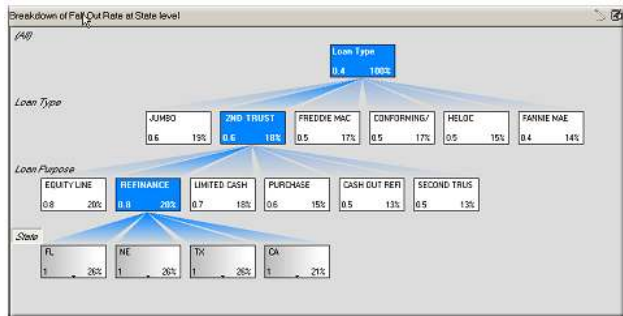 Breakdown of Fall Out Rate at State level
(All)
Loan Type
0.4 100%
Loan Type
JUMBO 2ND TRUST FREDDIE MAC CONFORNING/ HELOC FANNIE MAE
0.6 19% 0.6 18% 0.5 17% 0.5 17% 0.5 15% 0.4 14%
Loan Purpose
EQUITY LINE REFINANCE LIMITED CASH PURCHASE CASH OUT REFI SECOND TRUS
0.8 20% 0.8 20% 0.7 18% 0.6 15% 0.5 13% 0.5 13%
State
FL NE TX CA
1 26% 1 26% 1 26% 1 21%